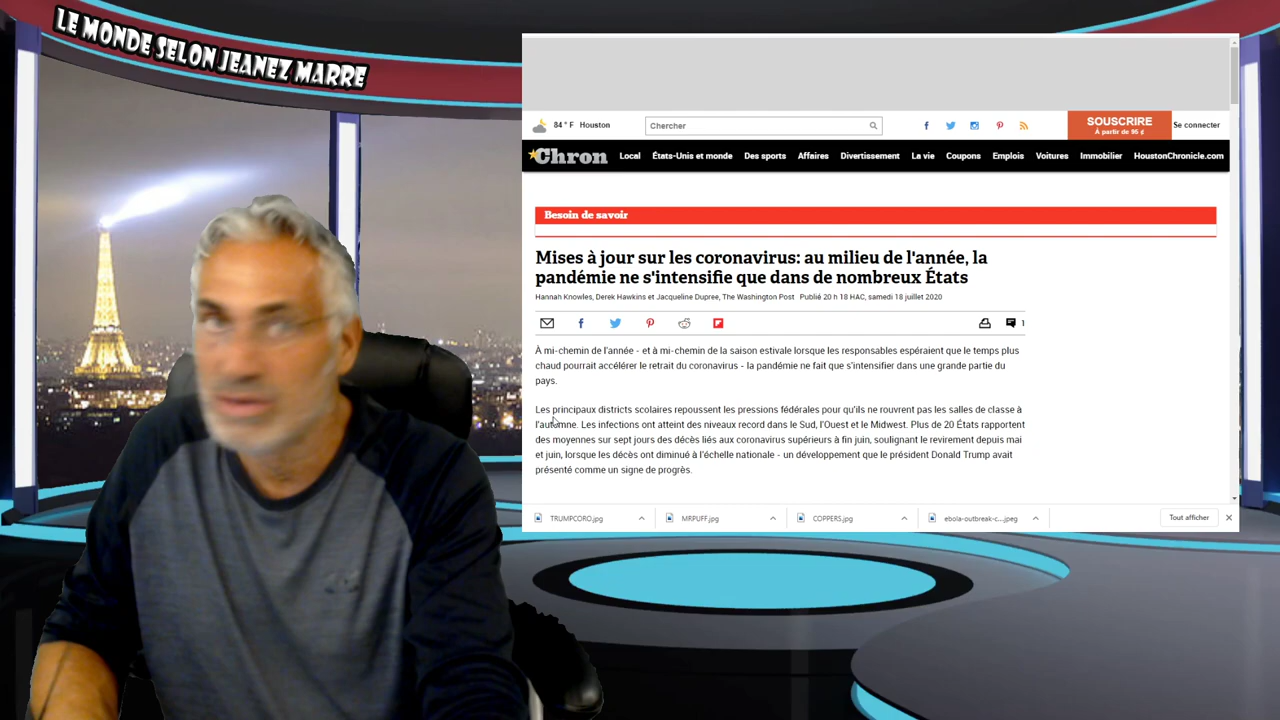 LE MONDE SELON JEANEZ MARRE
84 ° F Houston
Chercher
SOUSCRIRE
À partir de 95 ¢
Se connecter
Chron
Local États-Unis et monde Des sports Affaires Divertissement La vie Coupons Emplois Voitures Immobilier HoustonChronicle.com
Besoin de savoir
Mises à jour sur les coronavirus: au milieu de l'année, la
pandémie ne s'intensifie que dans de nombreux États
Hannah Knowles, Derek Hawkins et Jacqueline Dupree, The Washington Post Publié 20 h 18 HAC, samedi 18 juillet 2020
1
À mi-chemin de l'année - et à mi-chemin de la saison estivale lorsque les responsables espéraient que le temps plus
chaud pourrait accélérer le retrait du coronavirus - la pandémie ne fait que s'intensifier dans une grande partie du
pays.
Les principaux districts scolaires repoussent les pressions fédérales pour qu'ils ne rouvrent pas les salles de classe à
l'automne. Les infections ont atteint des niveaux record dans le Sud, l'Ouest et le Midwest. Plus de 20 États rapportent
des moyennes sur sept jours des décès liés aux coronavirus supérieurs à fin juin, soulignant le revirement depuis mai
et juin, lorsque les décès ont diminué à l'échelle nationale - un développement que le président Donald Trump avait
présenté comme un signe de progrès.
TRUMPCORO.jpg MRPUFF.jpg COPPERS.jpg ebola-outbreak-c....jpeg Tout afficher